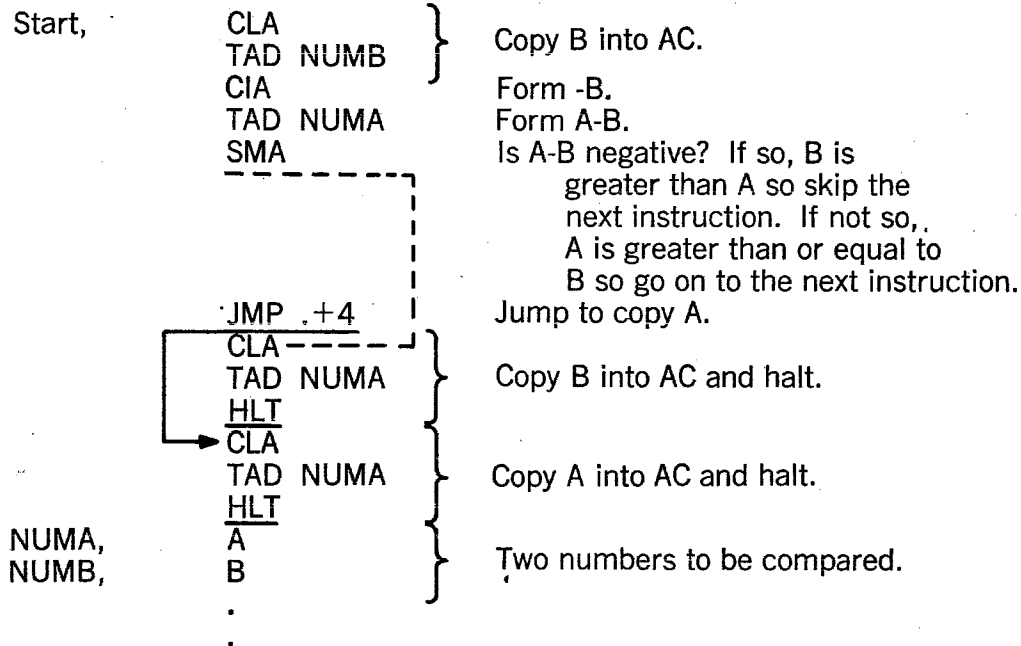 Start, CLA
TAD NUMB Copy B into AC.
CIA Form -B.
TAD NUMA Form A-B.
SMA Is A-B negative? If so, B is
greater than A so skip the
next instruction. If not so,
A is greater than or equal to
B so go on to the next instruction.
JMP .+4 Jump to copy A.
CLA
TAD NUMA Copy B into AC and halt.
HLT
CLA
TAD NUMA Copy A into AC and halt.
HLT
NUMA, A
NUMB, B Two numbers to be compared.
.
.